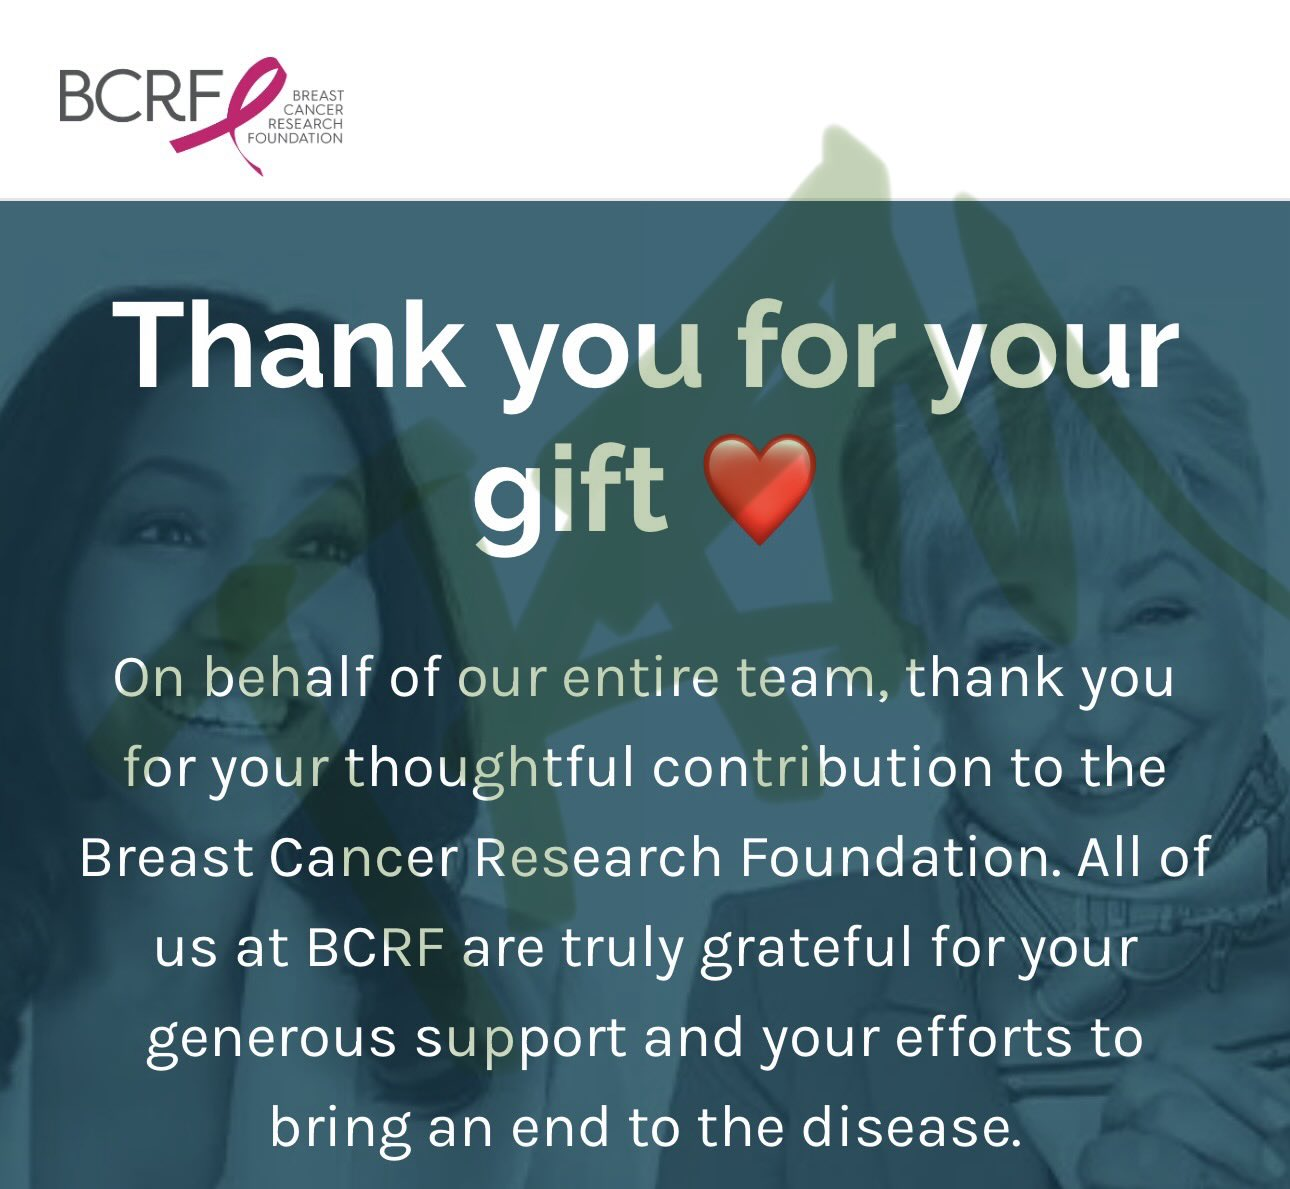 BCRF
BREAST
CANCER
RESEARCH
FOUNDATION
Thank you for your
gift ❤️
On behalf of our entire team, thank you
for your thoughtful contribution to the
Breast Cancer Research Foundation. All of
us at BCRF are truly grateful for your
generous support and your efforts to
bring an end to the disease.